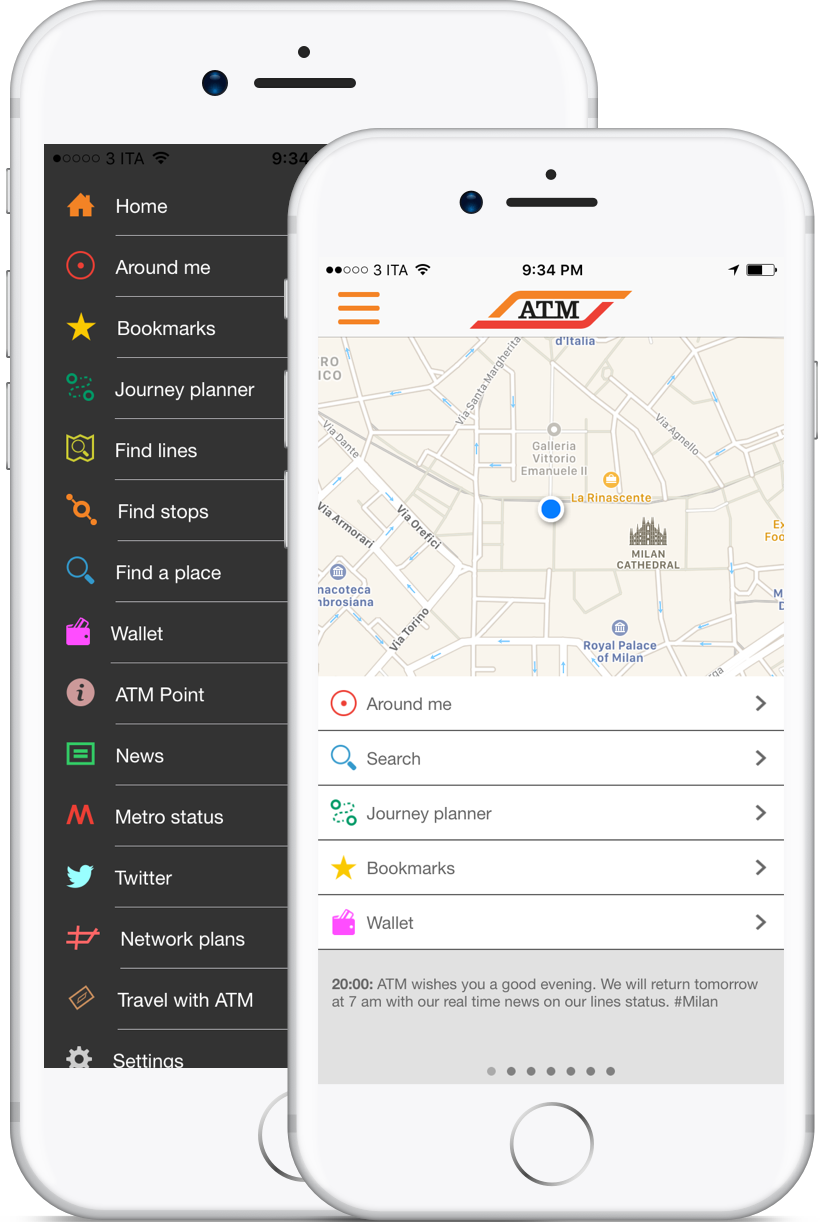 3 ITA
9:34
Home
Around me
Bookmarks
Journey planner
Find lines
Find stops
Find a place
Wallet
ATM Point
News
Metro status
Twitter
Network plans
Travel with ATM
Settings
3 ITA
9:34 PM
ATM
d'Italia
RO
ICO
Via Santa Margherita
Via Dante
Via Agnello
Galleria
Vittorio
Emanuele II
La Rinascente
Via Armorari
Via Orefici
Ex
Foo
MILAN
CATHEDRAL
nacoteca
mbrosiana
M
D
Via Torino
Royal Palace
of Milan
rga
Around me
Search
Journey planner
Bookmarks
Wallet
20:00: ATM wishes you a good evening. We will return tomorrow
at 7 am with our real time news on our lines status. #Milan